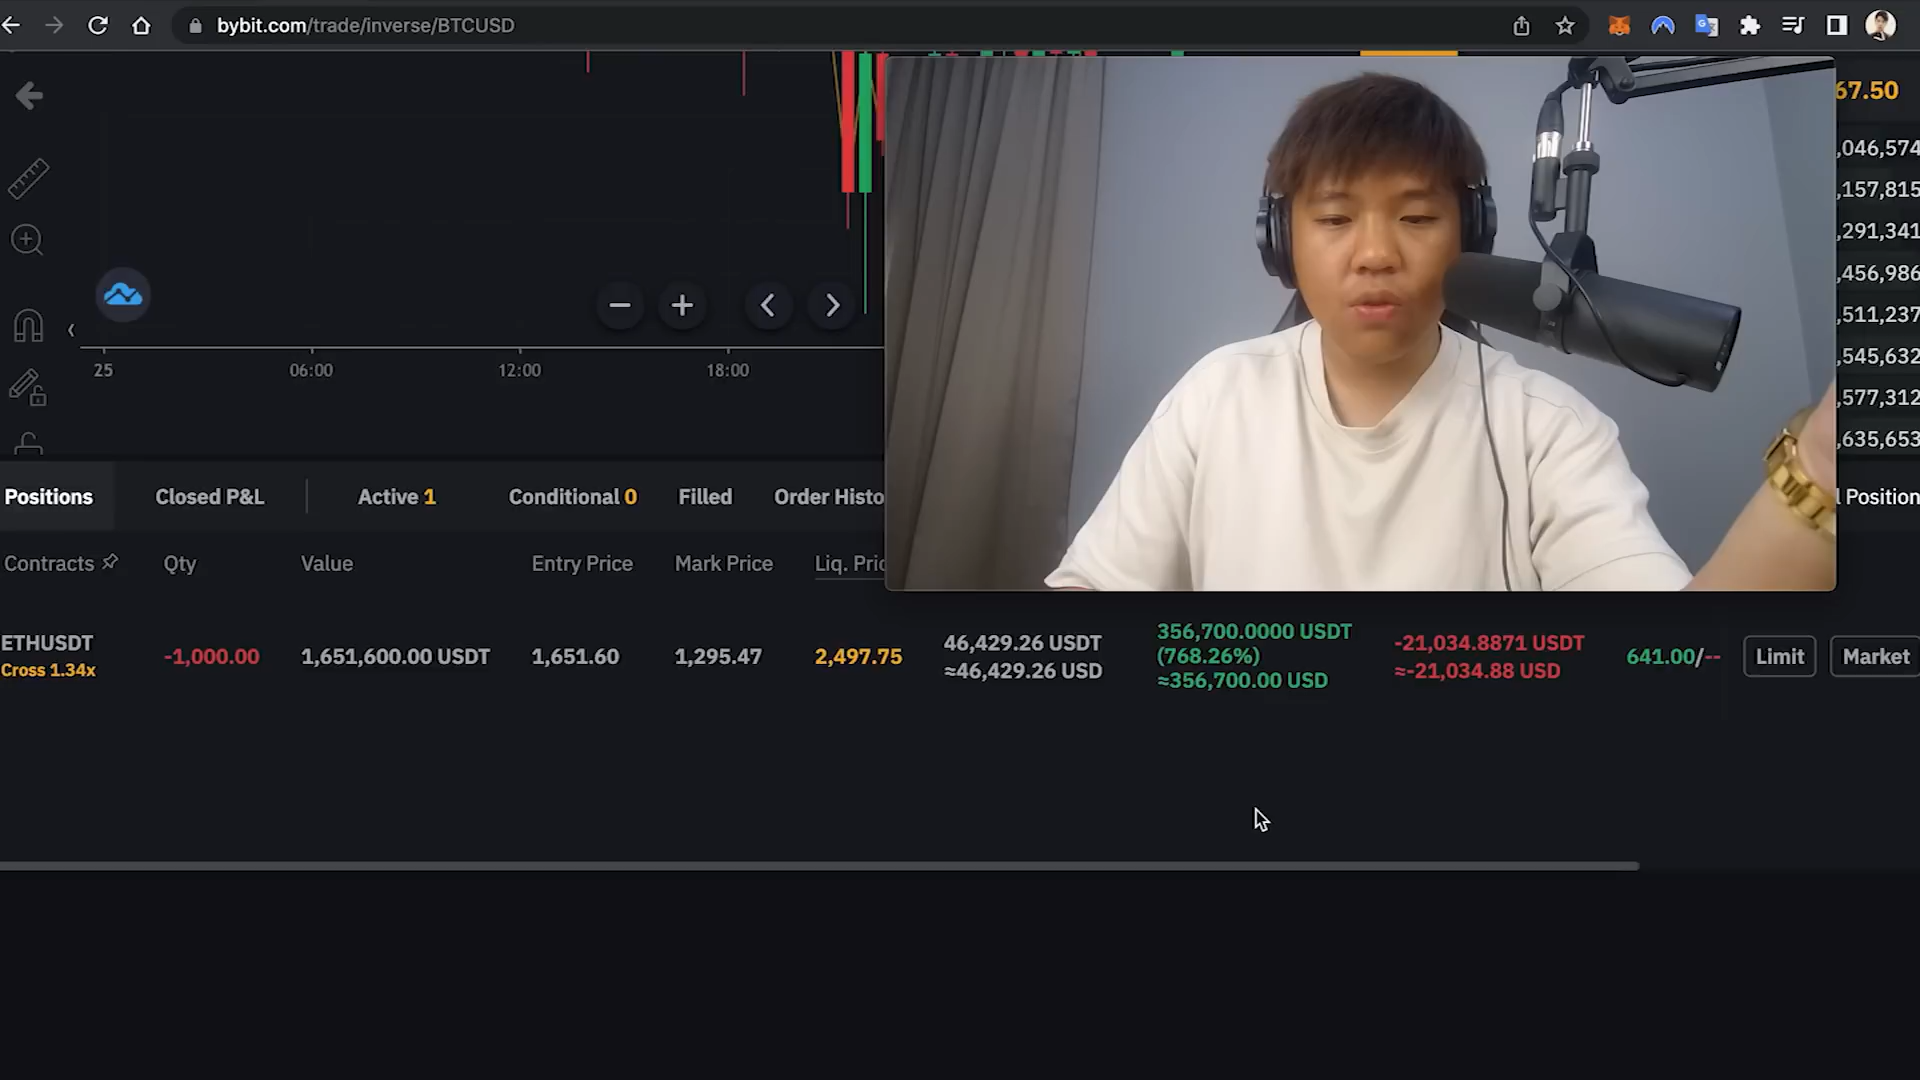 bybit.com/trade/inverse/BTCUSD
67.50
,046,574
,157,815
,291,341
,456,986
,511,237
,545,632
,577,312
,635,653
25 06:00 12:00 18:00
Positions Closed P&L Active 1 Conditional 0 Filled Order Histo l Position
Contracts Qty Value Entry Price Mark Price Liq. Pric
ETHUSDT
Cross 1.34x
-1,000.00
1,651,600.00 USDT
1,651.60
1,295.47
2,497.75
46,429.26 USDT
≈46,429.26 USD
356,700.0000 USDT
(768.26%)
≈356,700.00 USD
-21,034.8871 USDT
≈-21,034.88 USD
641.00/--
Limit
Market